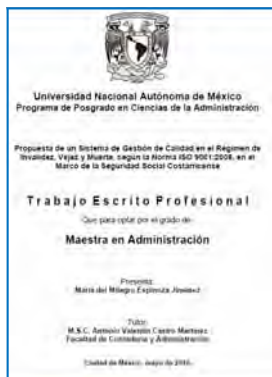 Universidad Nacional Autónoma de México
Programa de Posgrado en Ciencias de la Administración
Propuesta de un Sistema de Gestión de Calidad en el Régimen de
Invalidez, Vejez y Muerte, según la Norma ISO 9001:2008, en el
Marco de la Seguridad Social Costarricense
Trabajo Escrito Profesional
Que para optar por el grado de
Maestra en Administración
Presenta:
María del Milagro Espinoza Jiménez
Tutor:
M.S.C. Antonio Valentín Castro Martínez
Facultad de Contaduría y Administración
Ciudad de México, mayo de